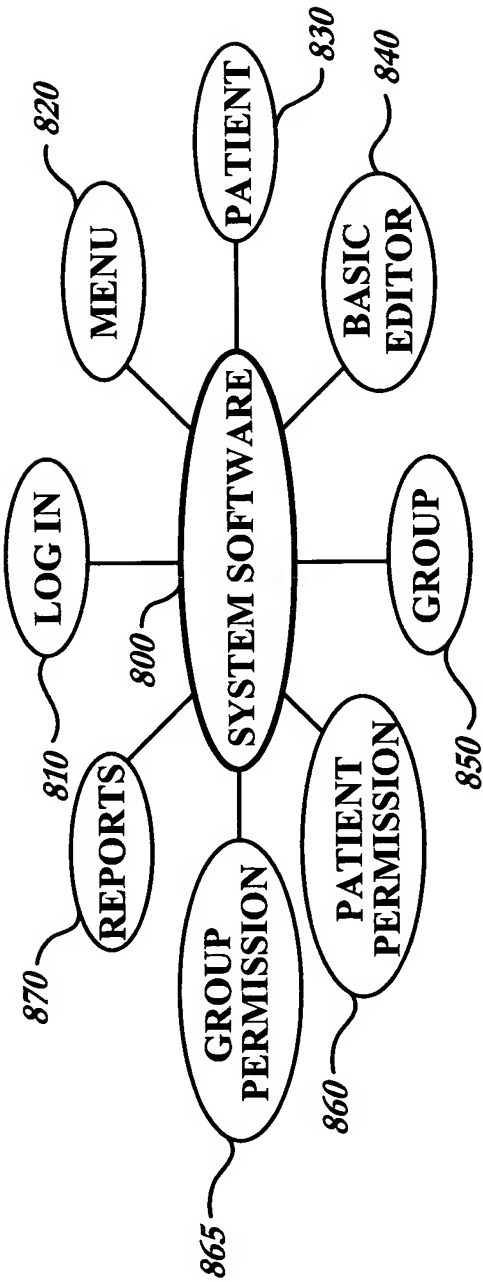 820
MENU
830
PATIENT
840
BASIC
EDITOR
LOG IN
810
800
SYSTEM SOFTWARE
GROUP
850
REPORTS
870
GROUP
PERMISSION
865
PATIENT
PERMISSION
860